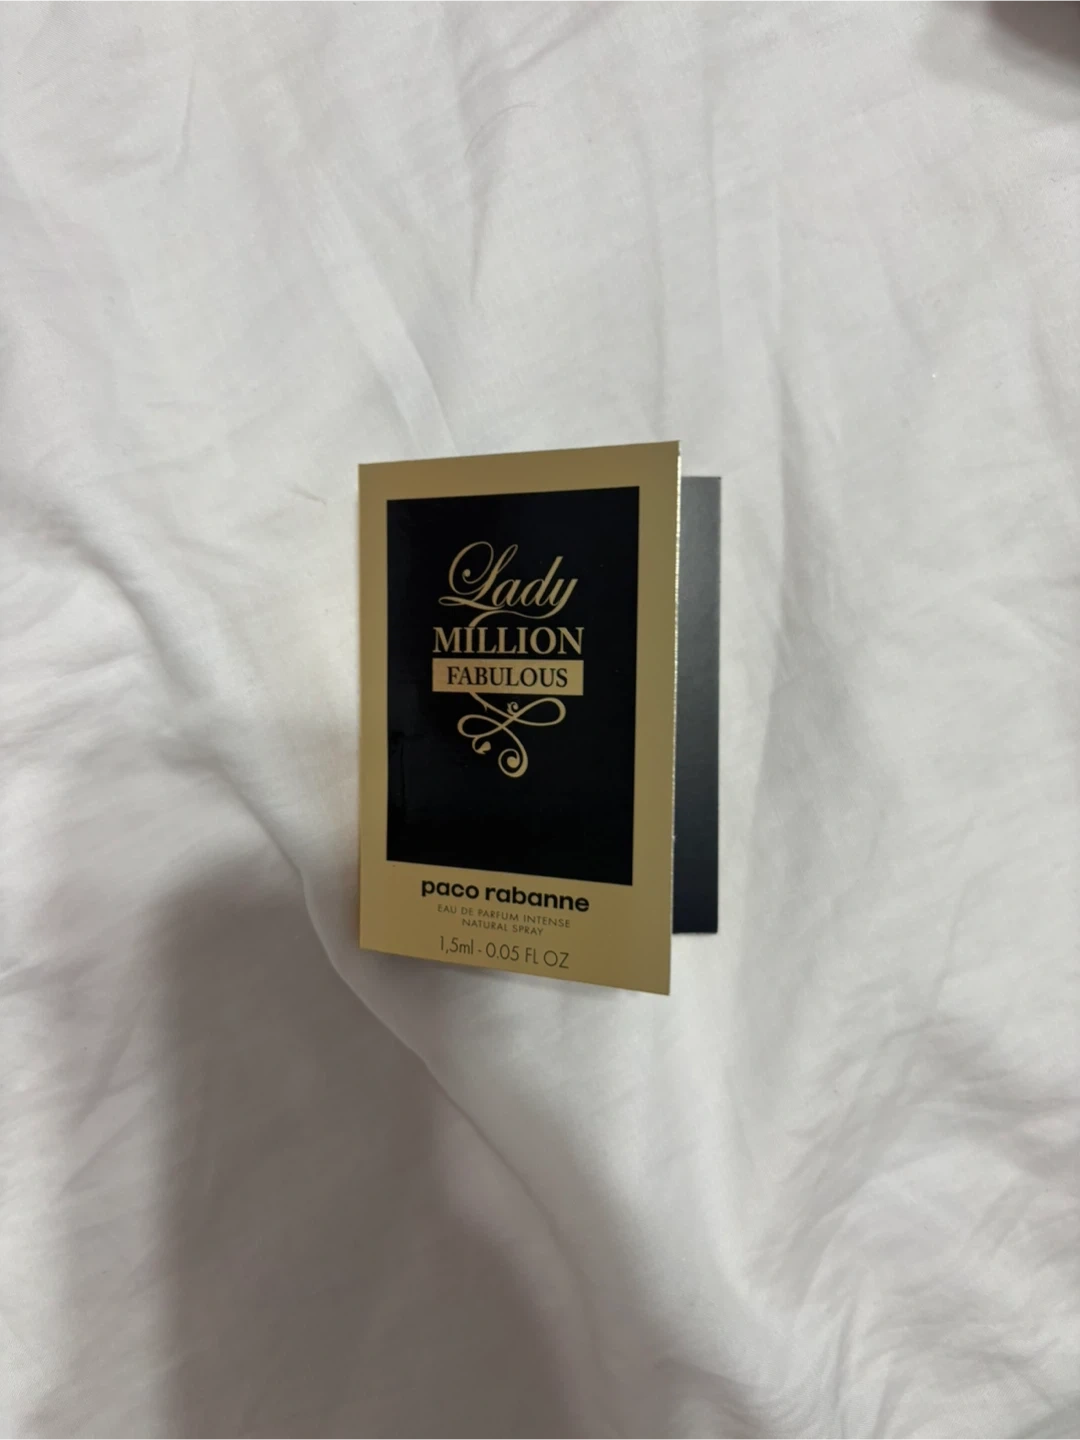 Lady
MILLION
FABULOUS
paco rabanne
EAU DE PARFUM INTENSE
NATURAL SPRAY
1,5ml - 0.05 FL OZ